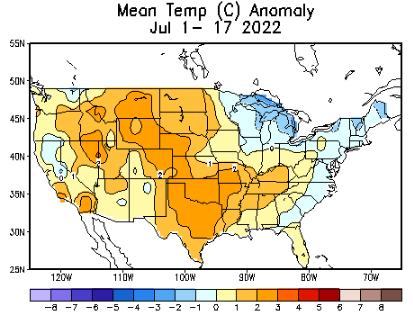 Mean Temp (C) Anomaly
Jul 1- 17 2022
55N
50N
45N
40N
35N
30N
25N
120W 110W 100W 90W 80W 70W
-8 -7 -6 -5 -4 -3 -2 -1 0 1 2 3 4 5 6 7 8